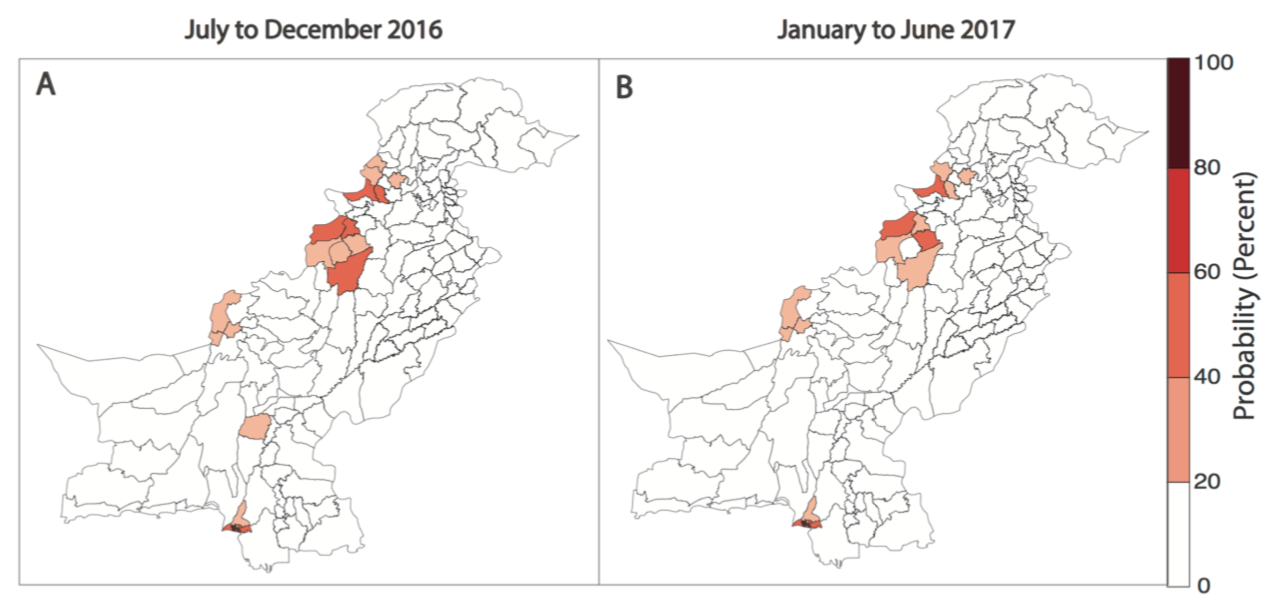 July to December 2016
January to June 2017
A
B
100
80
60
40
20
0
Probability (Percent)